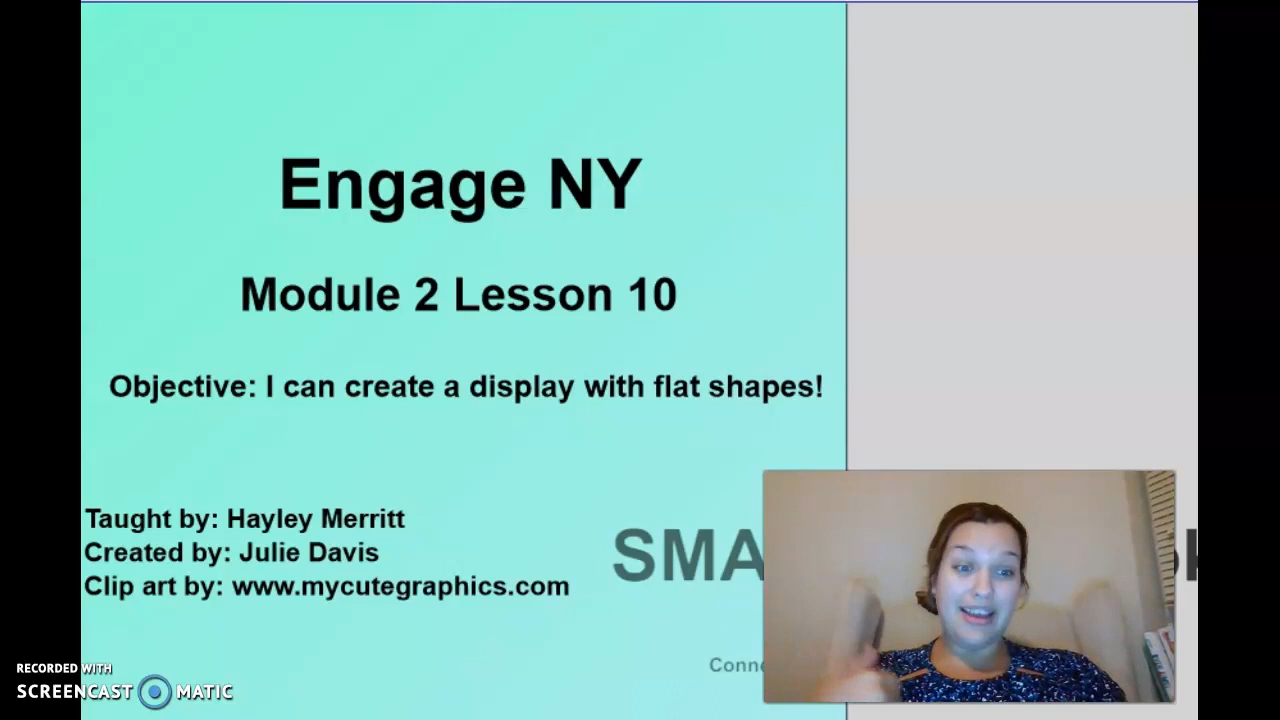 Engage NY
Module 2 Lesson 10
Objective: I can create a display with flat shapes!
Taught by: Hayley Merritt
Created by: Julie Davis
Clip art by: www.mycutegraphics.com
RECORDED WITH
SCREENCAST MATIC